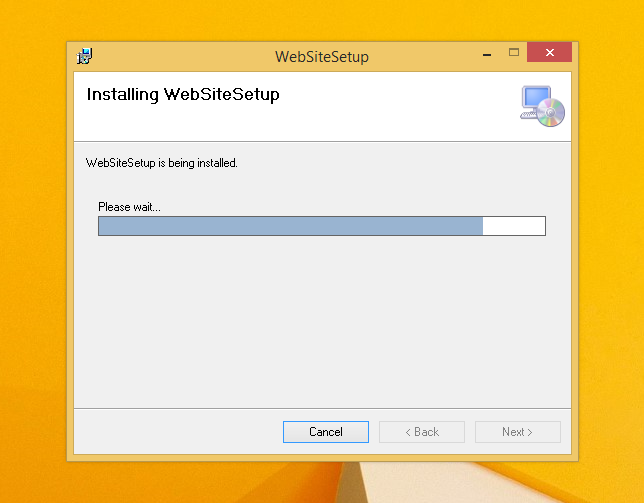 WebSiteSetup
Installing WebSiteSetup
WebSiteSetup is being installed.
Please wait...
Cancel
< Back
Next >